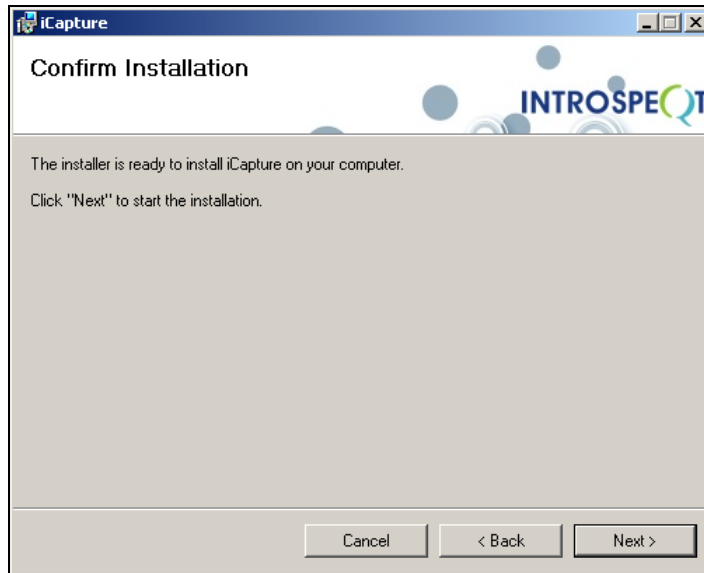 iCapture
Confirm Installation
INTROSPEQT
The installer is ready to install iCapture on your computer.
Click "Next" to start the installation.
Cancel
< Back
Next >